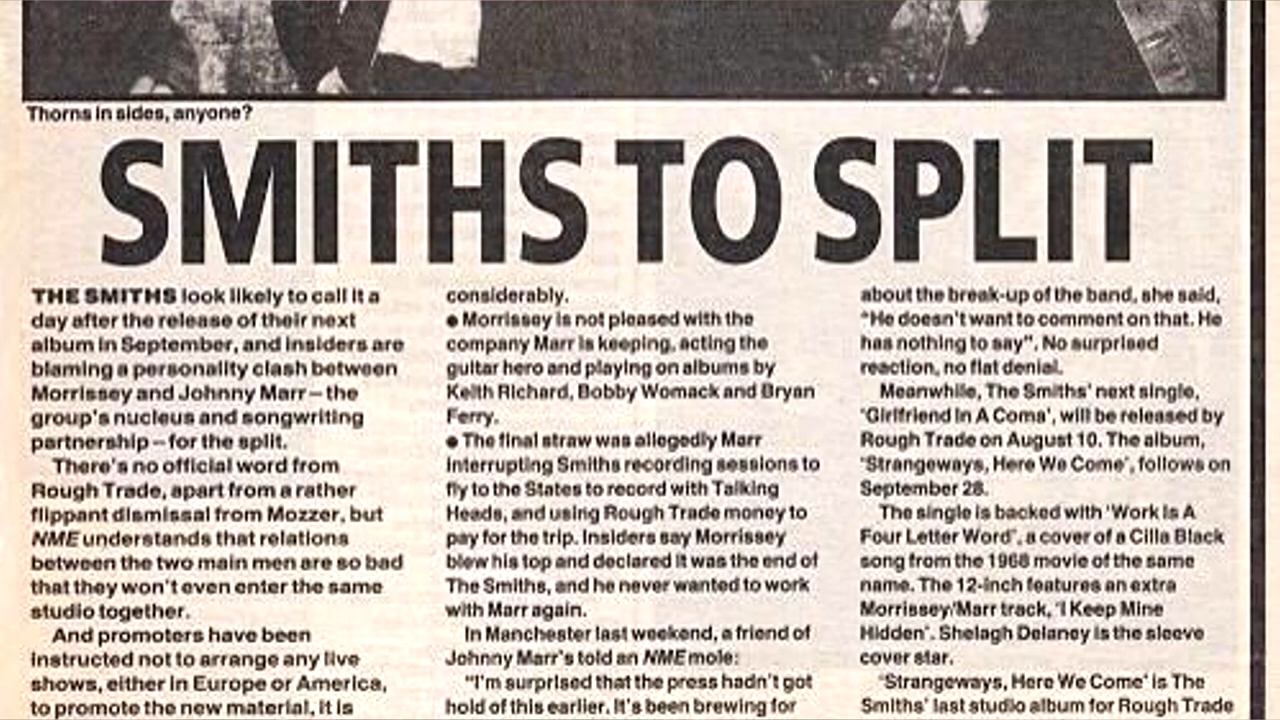 Thorns in sides, anyone?
SMITHS TO SPLIT
THE SMITHS look likely to call it a
day after the release of their next
album in September, and insiders are
blaming a personality clash between
Morrissey and Johnny Marr – the
group's nucleus and songwriting
partnership – for the split.
There's no official word from
Rough Trade, apart from a rather
flippant dismissal from Mozzer, but
NME understands that relations
between the two main men are so bad
that they won't even enter the same
studio together.
And promoters have been
instructed not to arrange any live
shows, either in Europe or America,
to promote the new material, it is
considerably.
● Morrissey is not pleased with the
company Marr is keeping, acting the
guitar hero and playing on albums by
Keith Richard, Bobby Womack and Bryan
Ferry.
● The final straw was allegedly Marr
interrupting Smiths recording sessions to
fly to the States to record with Talking
Heads, and using Rough Trade money to
pay for the trip. Insiders say Morrissey
blew his top and declared it was the end of
The Smiths, and he never wanted to work
with Marr again.
In Manchester last weekend, a friend of
Johnny Marr's told an NME mole:
"I'm surprised that the press hadn't got
hold of this earlier. It's been brewing for
about the break-up of the band, she said,
"He doesn't want to comment on that. He
has nothing to say". No surprised
reaction, no flat denial.
Meanwhile, The Smiths' next single,
'Girlfriend In A Coma', will be released by
Rough Trade on August 10. The album,
'Strangeways, Here We Come', follows on
September 28.
The single is backed with 'Work Is A
Four Letter Word', a cover of a Cilla Black
song from the 1968 movie of the same
name. The 12-inch features an extra
Morrissey/Marr track, 'I Keep Mine
Hidden'. Shelagh Delaney is the sleeve
cover star.
'Strangeways, Here We Come' is The
Smiths' last studio album for Rough Trade